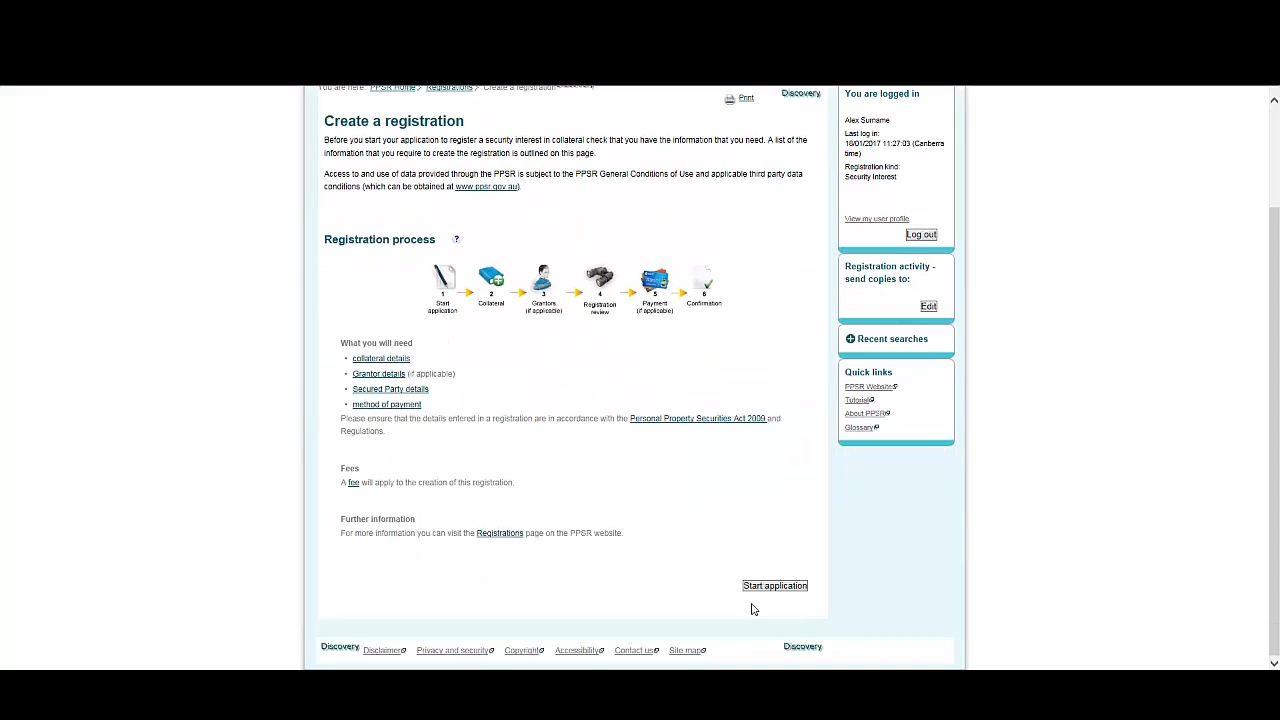 You are here: PPSR Home > Registrations > Create a registration
Discovery
Print
Create a registration
Before you start your application to register a security interest in collateral check that you have the information that you need. A list of the
information that you require to create the registration is outlined on this page.
Access to and use of data provided through the PPSR is subject to the PPSR General Conditions of Use and applicable third party data
conditions (which can be obtained at www.ppsr.gov.au).
Registration process ?
1 2 3 4 5 6
Start Collateral Grantors Registration Payment Confirmation
application (if applicable) review (if applicable)
What you will need
• collateral details
• Grantor details (if applicable)
• Secured Party details
• method of payment
Please ensure that the details entered in a registration are in accordance with the Personal Property Securities Act 2009 and
Regulations.
Fees
A fee will apply to the creation of this registration.
Further information
For more information you can visit the Registrations page on the PPSR website.
Start application
You are logged in
Alex Surname
Last log in:
18/01/2017 11:27:03 (Canberra
time)
Registration kind:
Security Interest
View my user profile
Log out
Registration activity -
send copies to:
Edit
Recent searches
Quick links
PPSR Website
Tutorial
About PPSR
Glossary
Discovery Disclaimer Privacy and security Copyright Accessibility Contact us Site map Discovery